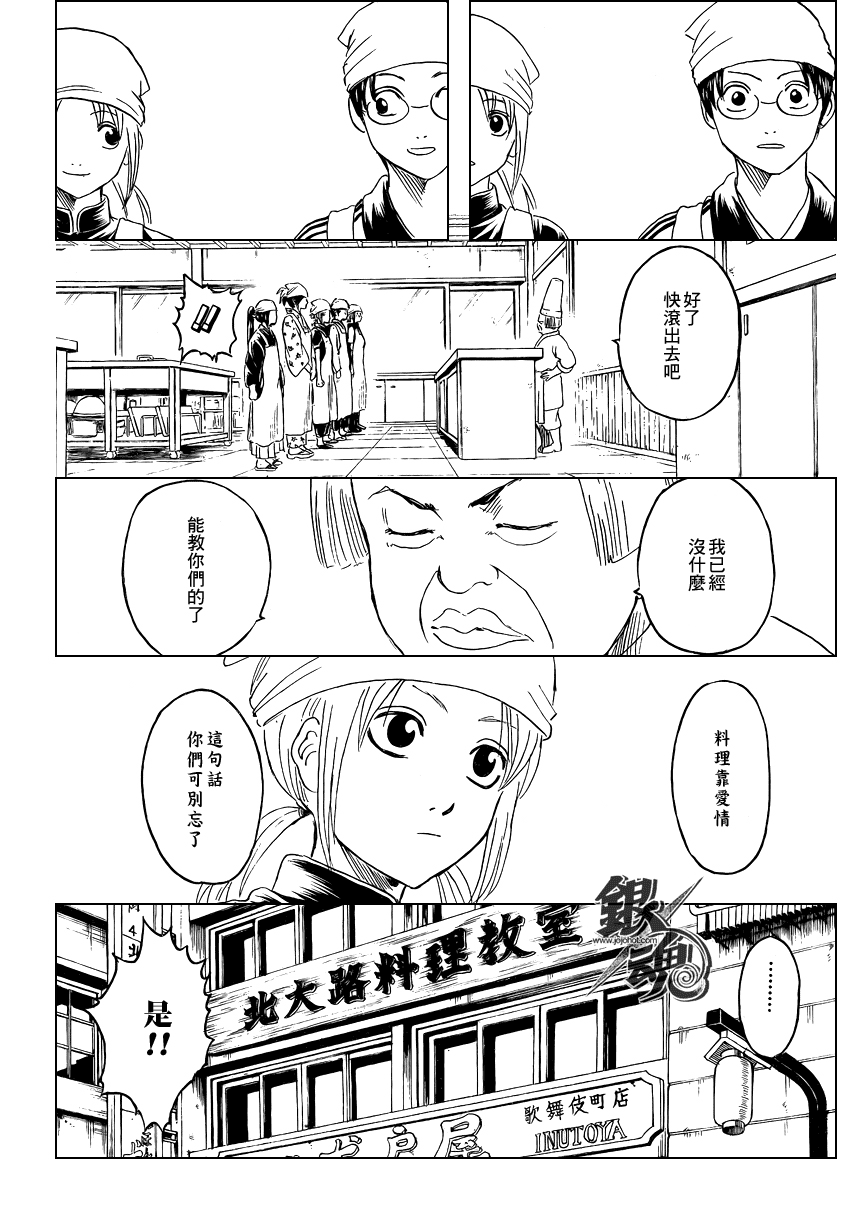 好了
快滾出去吧
!!
我已經
沒什麼
能教你們的了
料理靠愛情
這句話
你們可別忘了
銀魂
www.jojohot.com
………
北大路料理教室
是!!
歌舞伎町店
INUTOYA
戶屋